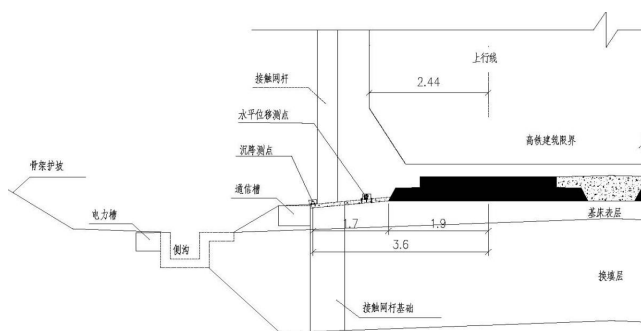 上行线
接触网杆
2.44
水平位移测点
高铁建筑限界
沉降测点
骨架护坡
通信槽
电力槽
侧沟
1.7
1.9
基床表层
3.6
换填层
接触网杆基础